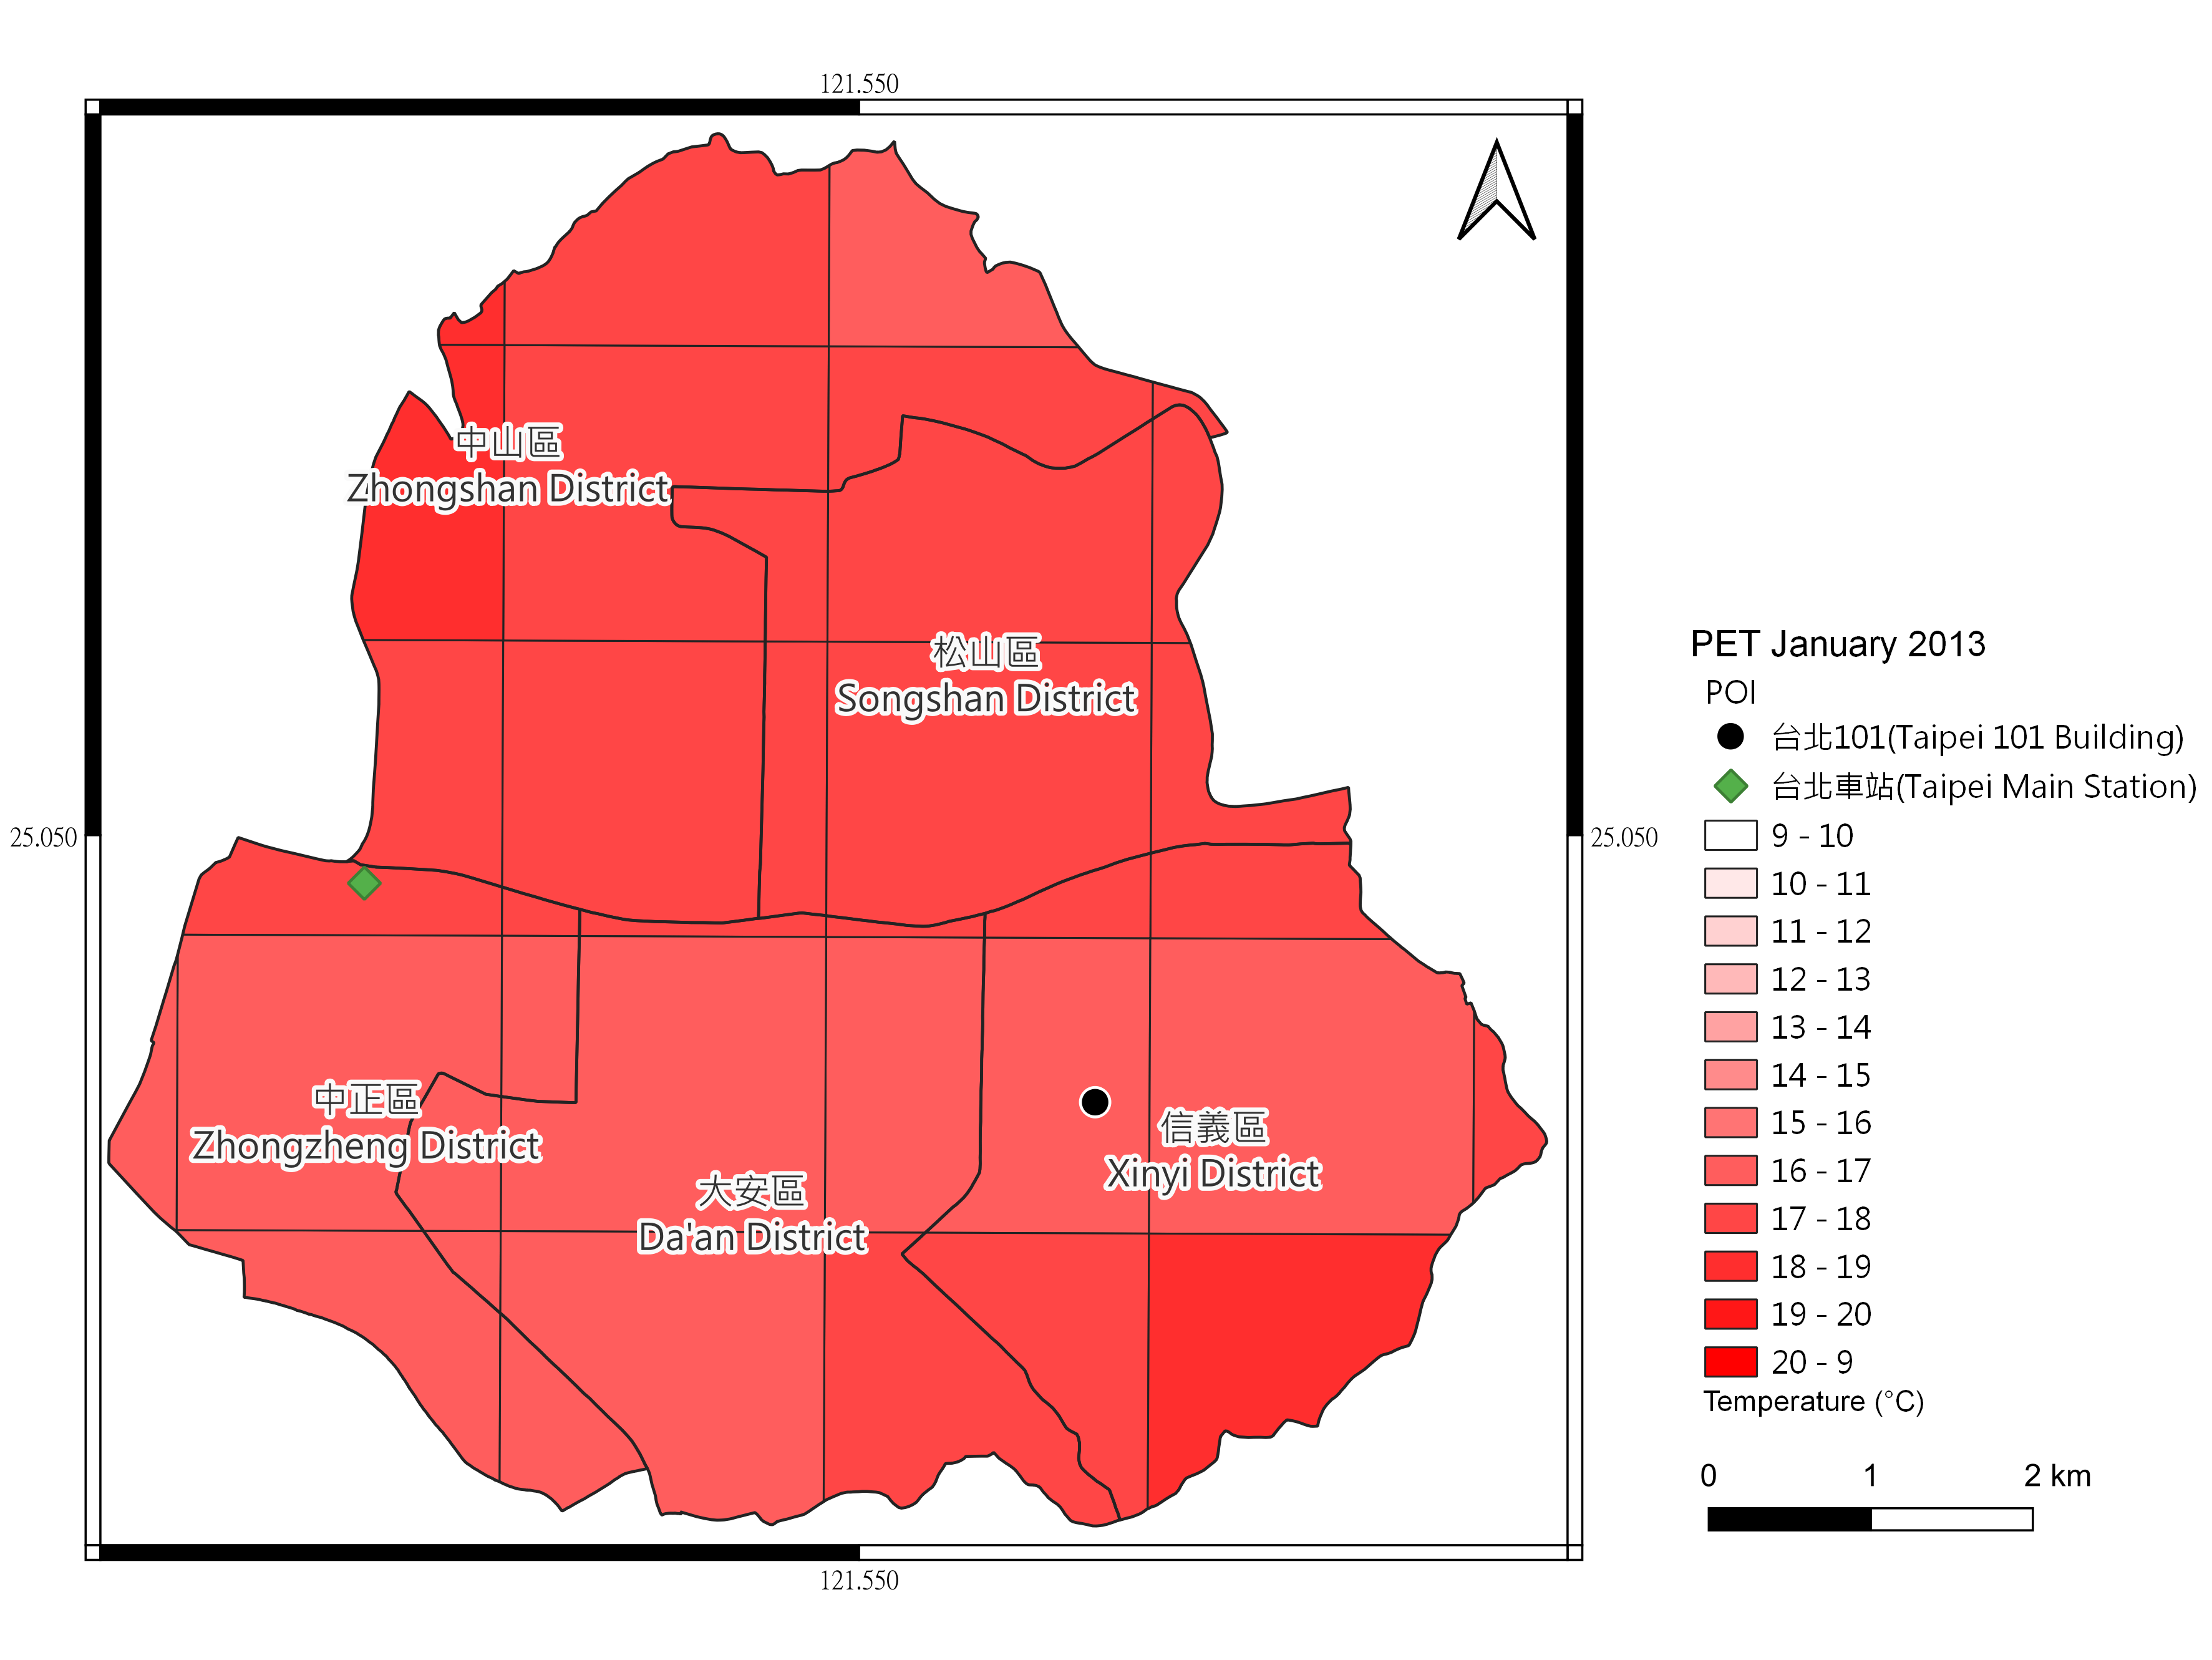 121.550
中山區
Zhongshan District
松山區
Songshan District
25.050
25.050
中正區
Zhongzheng District
大安區
Da'an District
信義區
Xinyi District
121.550
PET January 2013
POI
台北101(Taipei 101 Building)
台北車站(Taipei Main Station)
9 - 10
10 - 11
11 - 12
12 - 13
13 - 14
14 - 15
15 - 16
16 - 17
17 - 18
18 - 19
19 - 20
20 - 9
Temperature (°C)
0 1 2 km